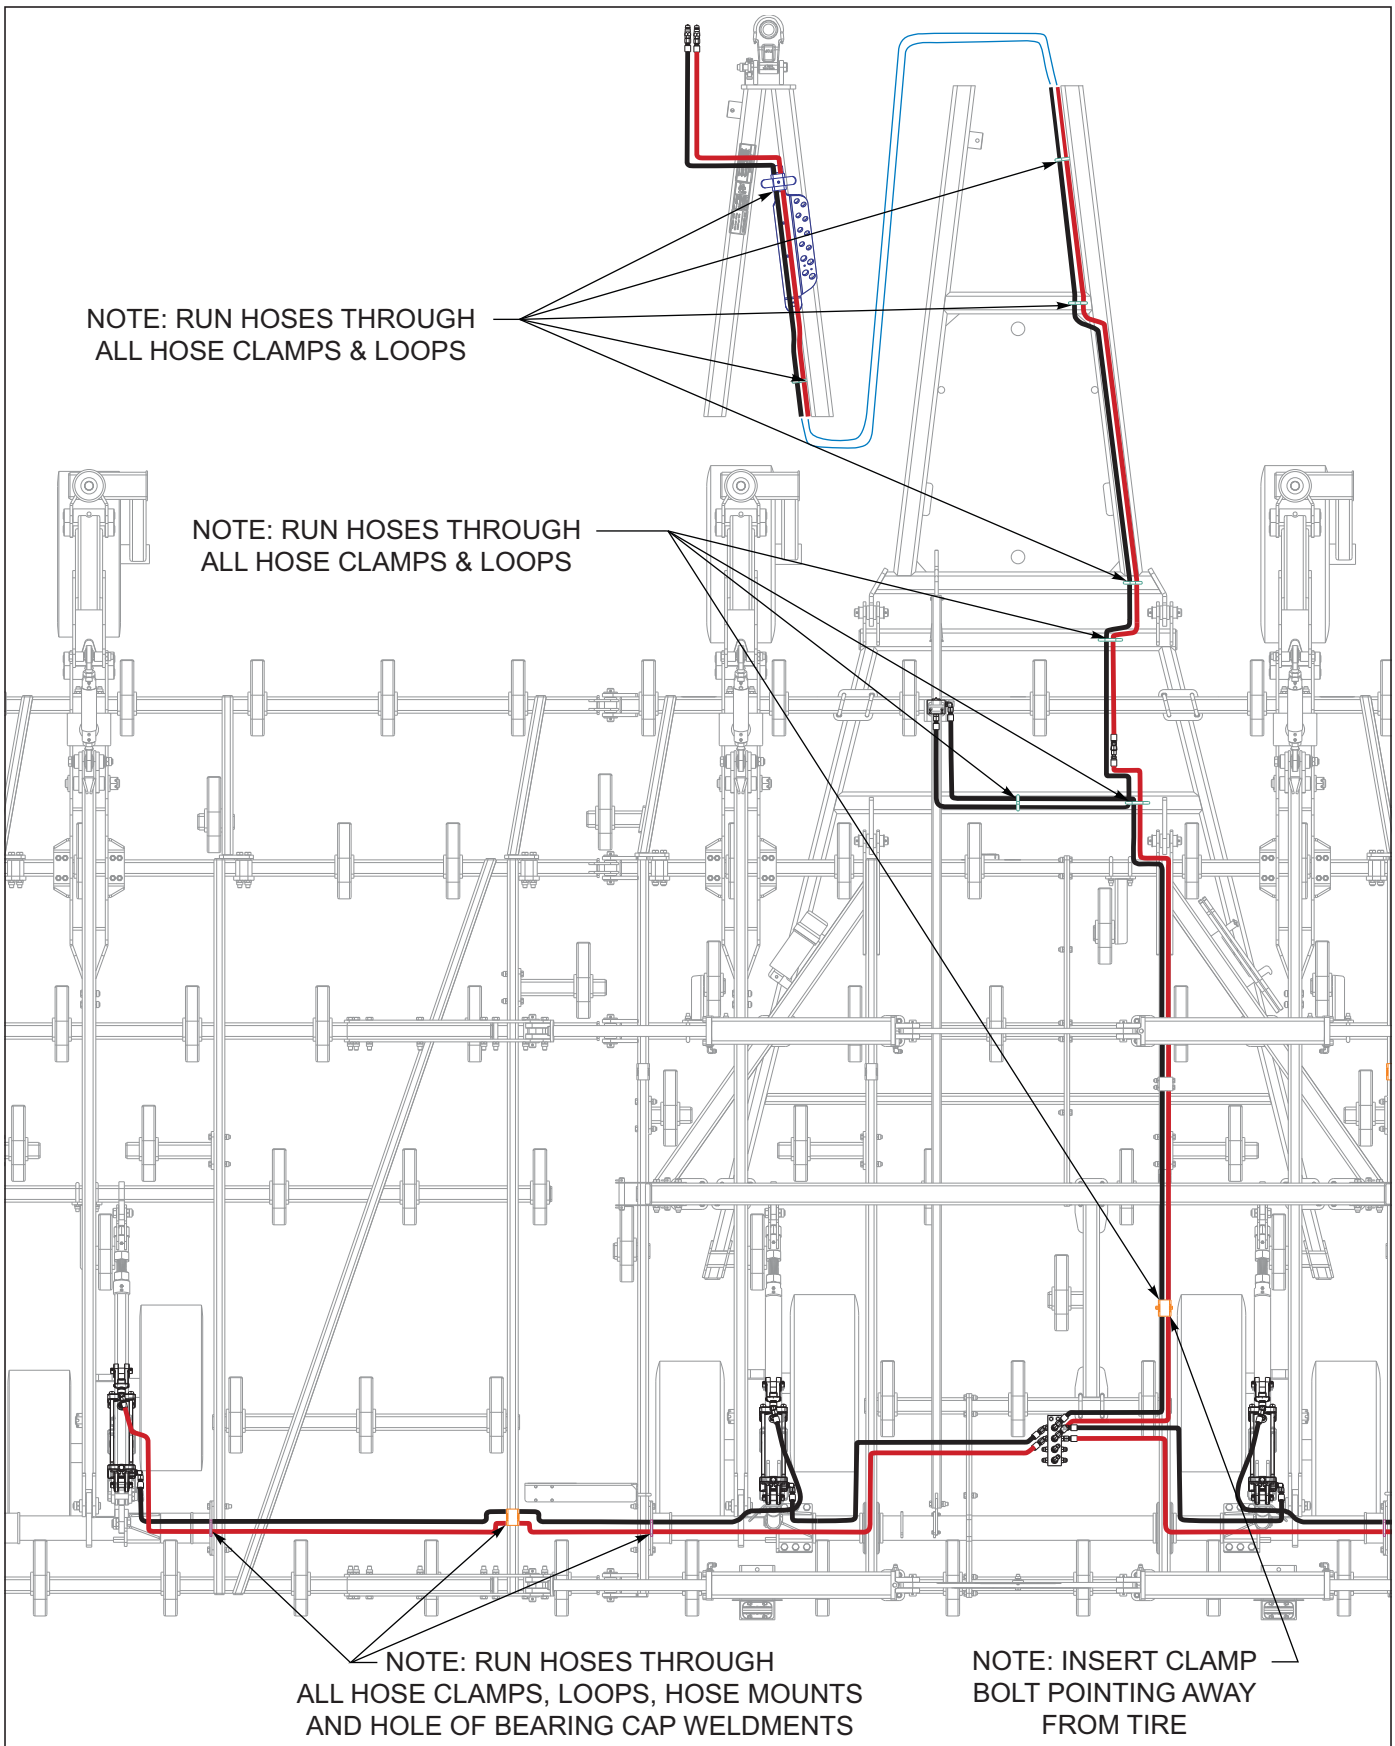 NOTE: RUN HOSES THROUGH
ALL HOSE CLAMPS & LOOPS
NOTE: RUN HOSES THROUGH
ALL HOSE CLAMPS & LOOPS
NOTE: RUN HOSES THROUGH
ALL HOSE CLAMPS, LOOPS, HOSE MOUNTS
AND HOLE OF BEARING CAP WELDMENTS
NOTE: INSERT CLAMP
BOLT POINTING AWAY
FROM TIRE